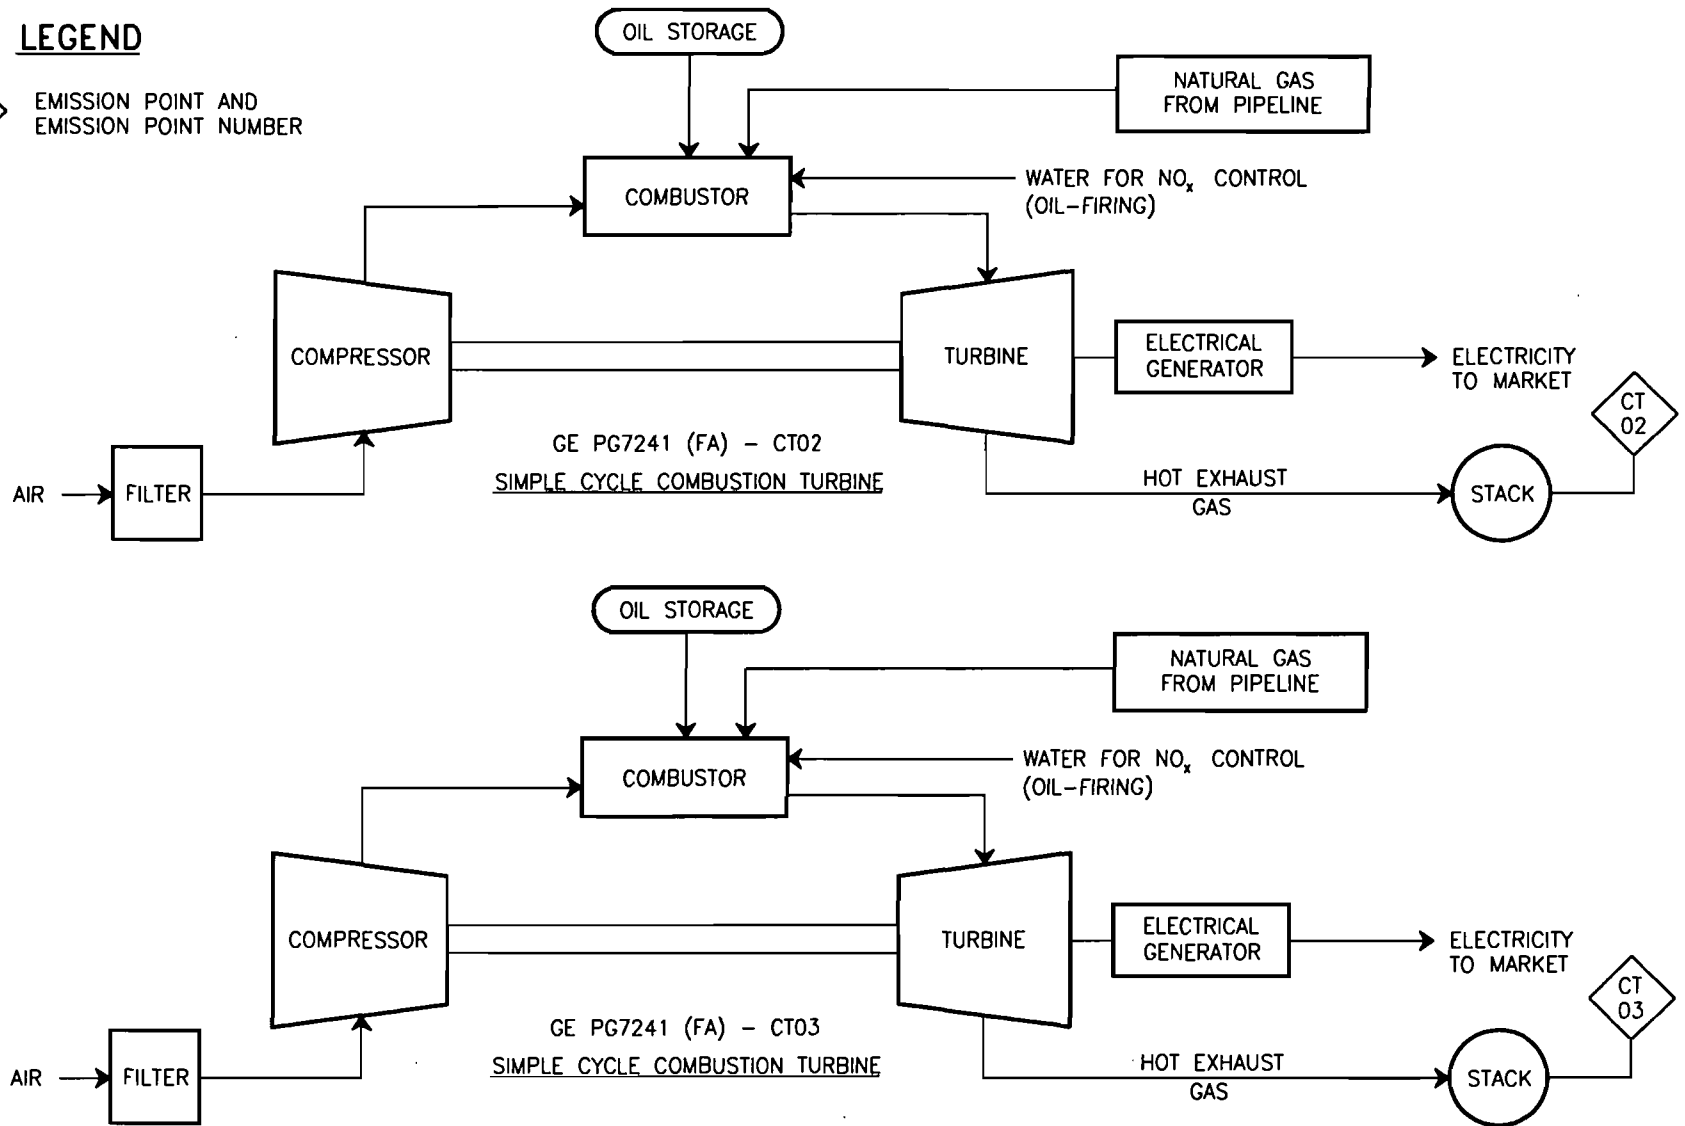 LEGEND
EMISSION POINT AND
EMISSION POINT NUMBER
OIL STORAGE
NATURAL GAS
FROM PIPELINE
COMBUSTOR
WATER FOR NOx CONTROL
(OIL-FIRING)
COMPRESSOR
TURBINE
ELECTRICAL
GENERATOR
ELECTRICITY
TO MARKET
CT
02
GE PG7241 (FA) - CT02
SIMPLE CYCLE COMBUSTION TURBINE
AIR
FILTER
HOT EXHAUST
GAS
STACK
OIL STORAGE
NATURAL GAS
FROM PIPELINE
COMBUSTOR
WATER FOR NOx CONTROL
(OIL-FIRING)
COMPRESSOR
TURBINE
ELECTRICAL
GENERATOR
ELECTRICITY
TO MARKET
CT
03
GE PG7241 (FA) - CT03
SIMPLE CYCLE COMBUSTION TURBINE
AIR
FILTER
HOT EXHAUST
GAS
STACK